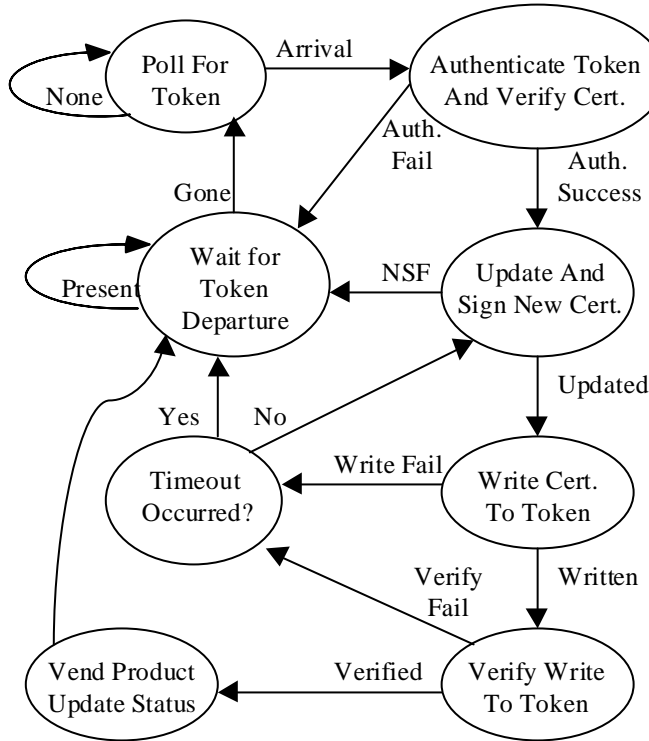 Poll For
Token
None
Arrival
Authenticate Token
And Verify Cert.
Auth.
Fail
Auth.
Success
Gone
Wait for
Token
Departure
Present
NSF
Update And
Sign New Cert.
Updated
Yes
No
Timeout
Occurred?
Write Fail
Write Cert.
To Token
Written
Verify
Fail
Vend Product
Update Status
Verified
Verify Write
To Token